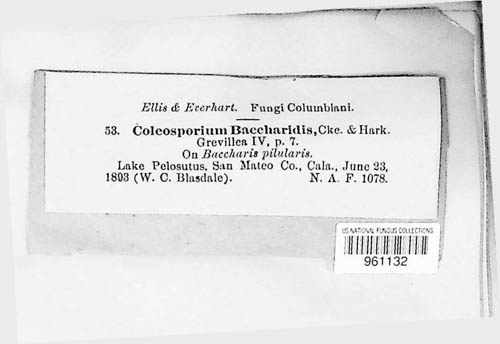 Ellis & Everhart. Fungi Columbiani.
53. Coleosporium Baccharidis, Cke. & Hark.
Grevillea IV, p. 7.
On Baccharis pilularis.
Lake Pelosutus, San Mateo Co., Cala., June 23,
1893 (W. C. Blasdale). N. A. F. 1078.
US NATIONAL FUNGUS COLLECTIONS
961132